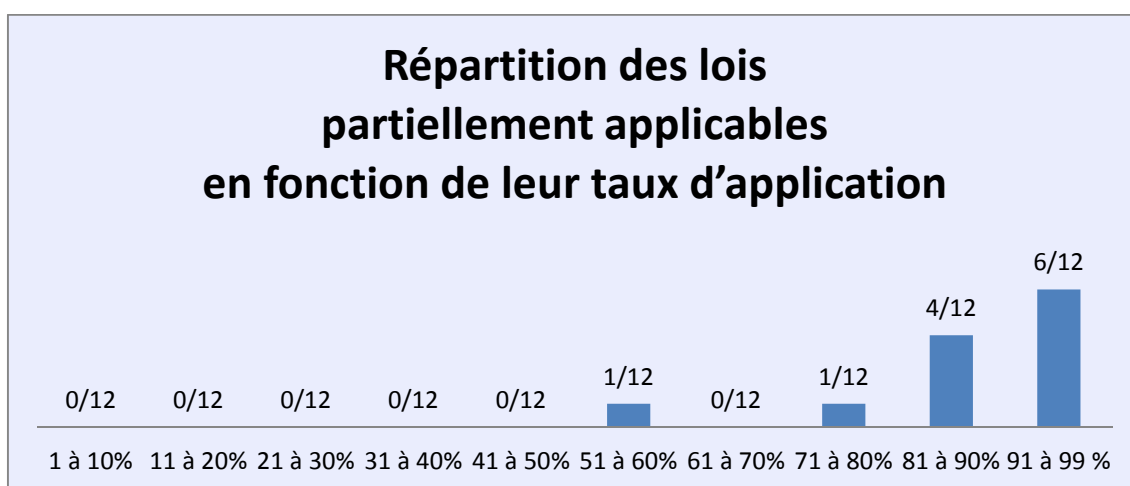 Répartition des lois
partiellement applicables
en fonction de leur taux d’application
6/12
4/12
1/12
1/12
0/12
0/12
0/12
0/12
0/12
0/12
1 à 10% 11 à 20% 21 à 30% 31 à 40% 41 à 50% 51 à 60% 61 à 70% 71 à 80% 81 à 90% 91 à 99 %